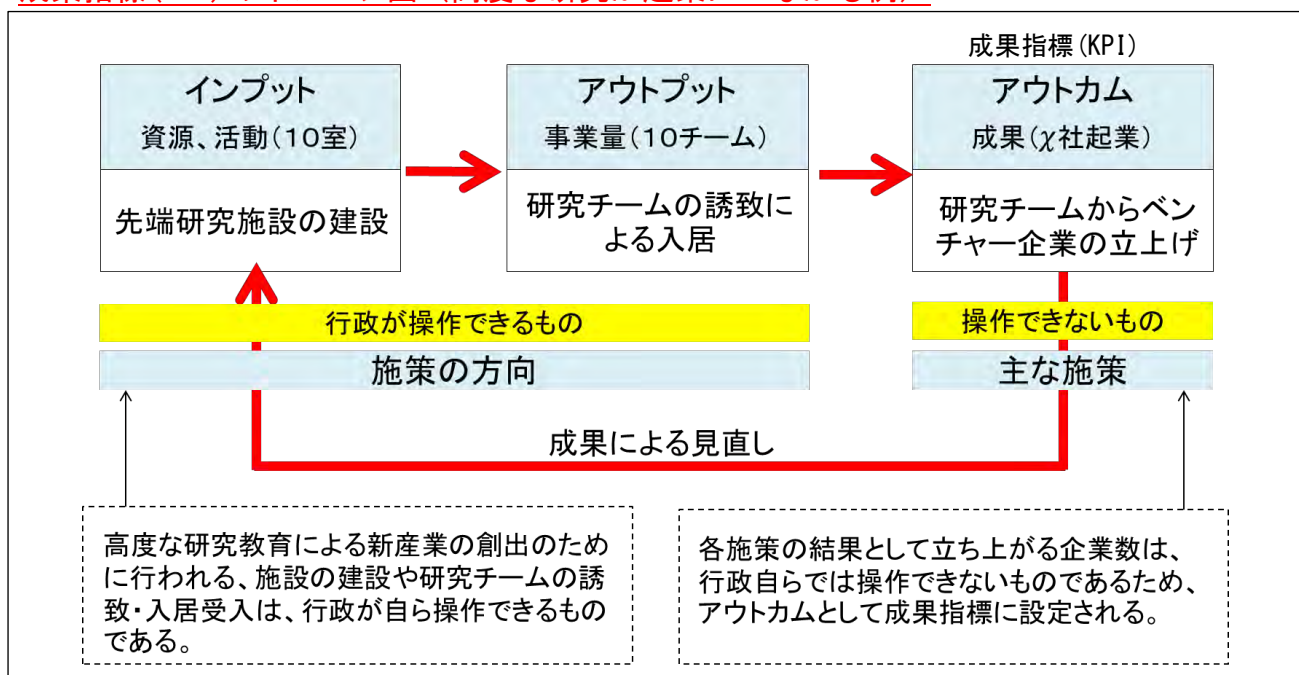 成果指標(KPI)
インプット
資源、活動(10室)
先端研究施設の建設
アウトプット
事業量(10チーム)
研究チームの誘致に
よる入居
アウトカム
成果(χ社起業)
研究チームからベン
チャー企業の立上げ
行政が操作できるもの
操作できないもの
施策の方向
主な施策
成果による見直し
高度な研究教育による新産業の創出のため
に行われる、施設の建設や研究チームの誘
致・入居受入は、行政が自ら操作できるもの
である。
各施策の結果として立ち上がる企業数は、
行政自らでは操作できないものであるため、
アウトカムとして成果指標に設定される。